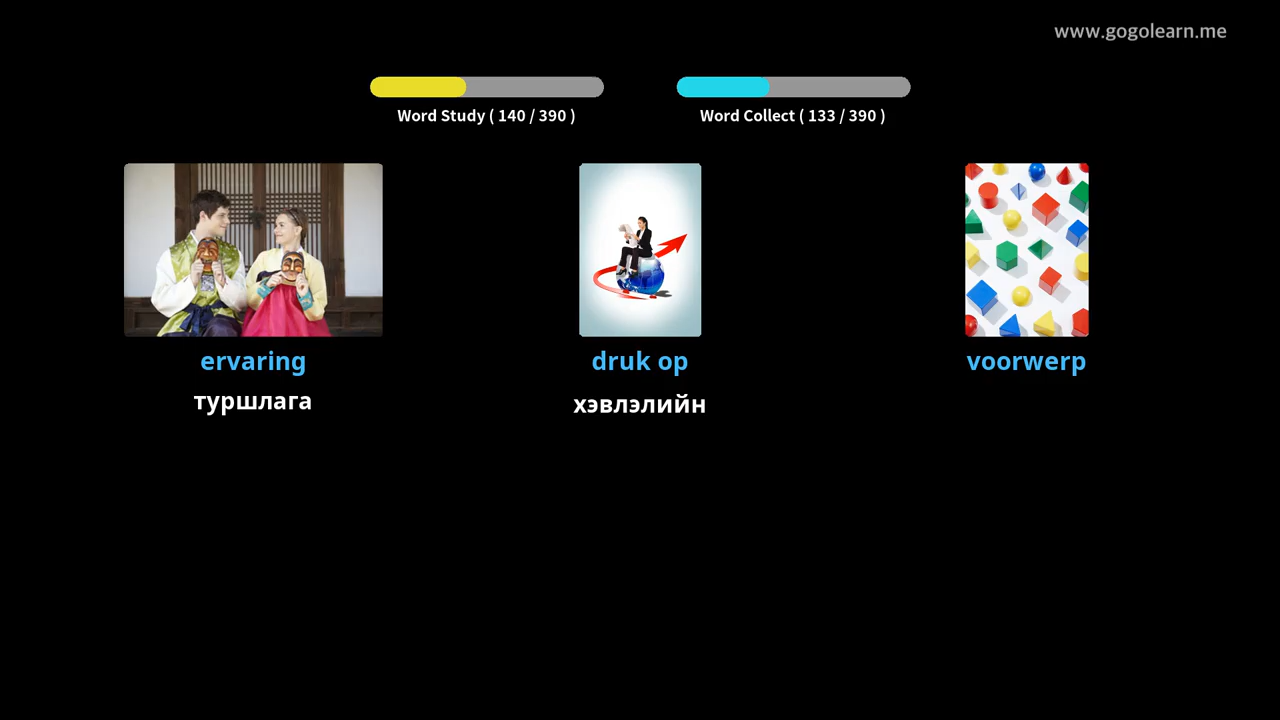 www.gogolearn.me
Word Study ( 140 / 390 )
Word Collect ( 133 / 390 )
ervaring
туршлага
druk op
хэвлэлийн
voorwerp